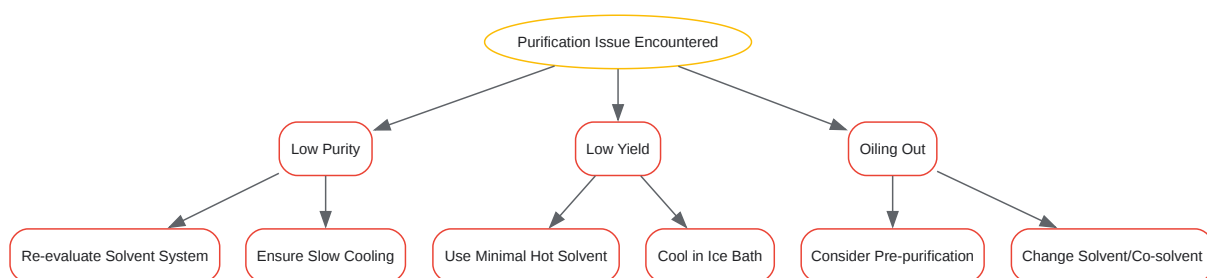 Purification Issue Encountered
Low Purity
Low Yield
Oiling Out
Re-evaluate Solvent System
Ensure Slow Cooling
Use Minimal Hot Solvent
Cool in Ice Bath
Consider Pre-purification
Change Solvent/Co-solvent